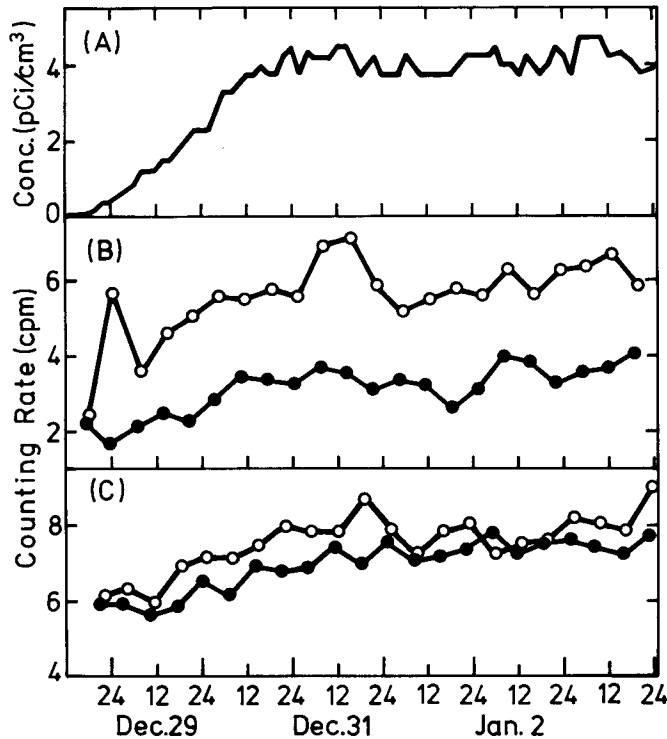 (A)
Conc.(pCi/cm³)
4
2
0
(B)
Counting Rate (cpm)
6
4
2
(C)
8
6
4
24 12 24 12 24 12 24 12 24 12 24 12 24
Dec.29 Dec.31 Jan.2